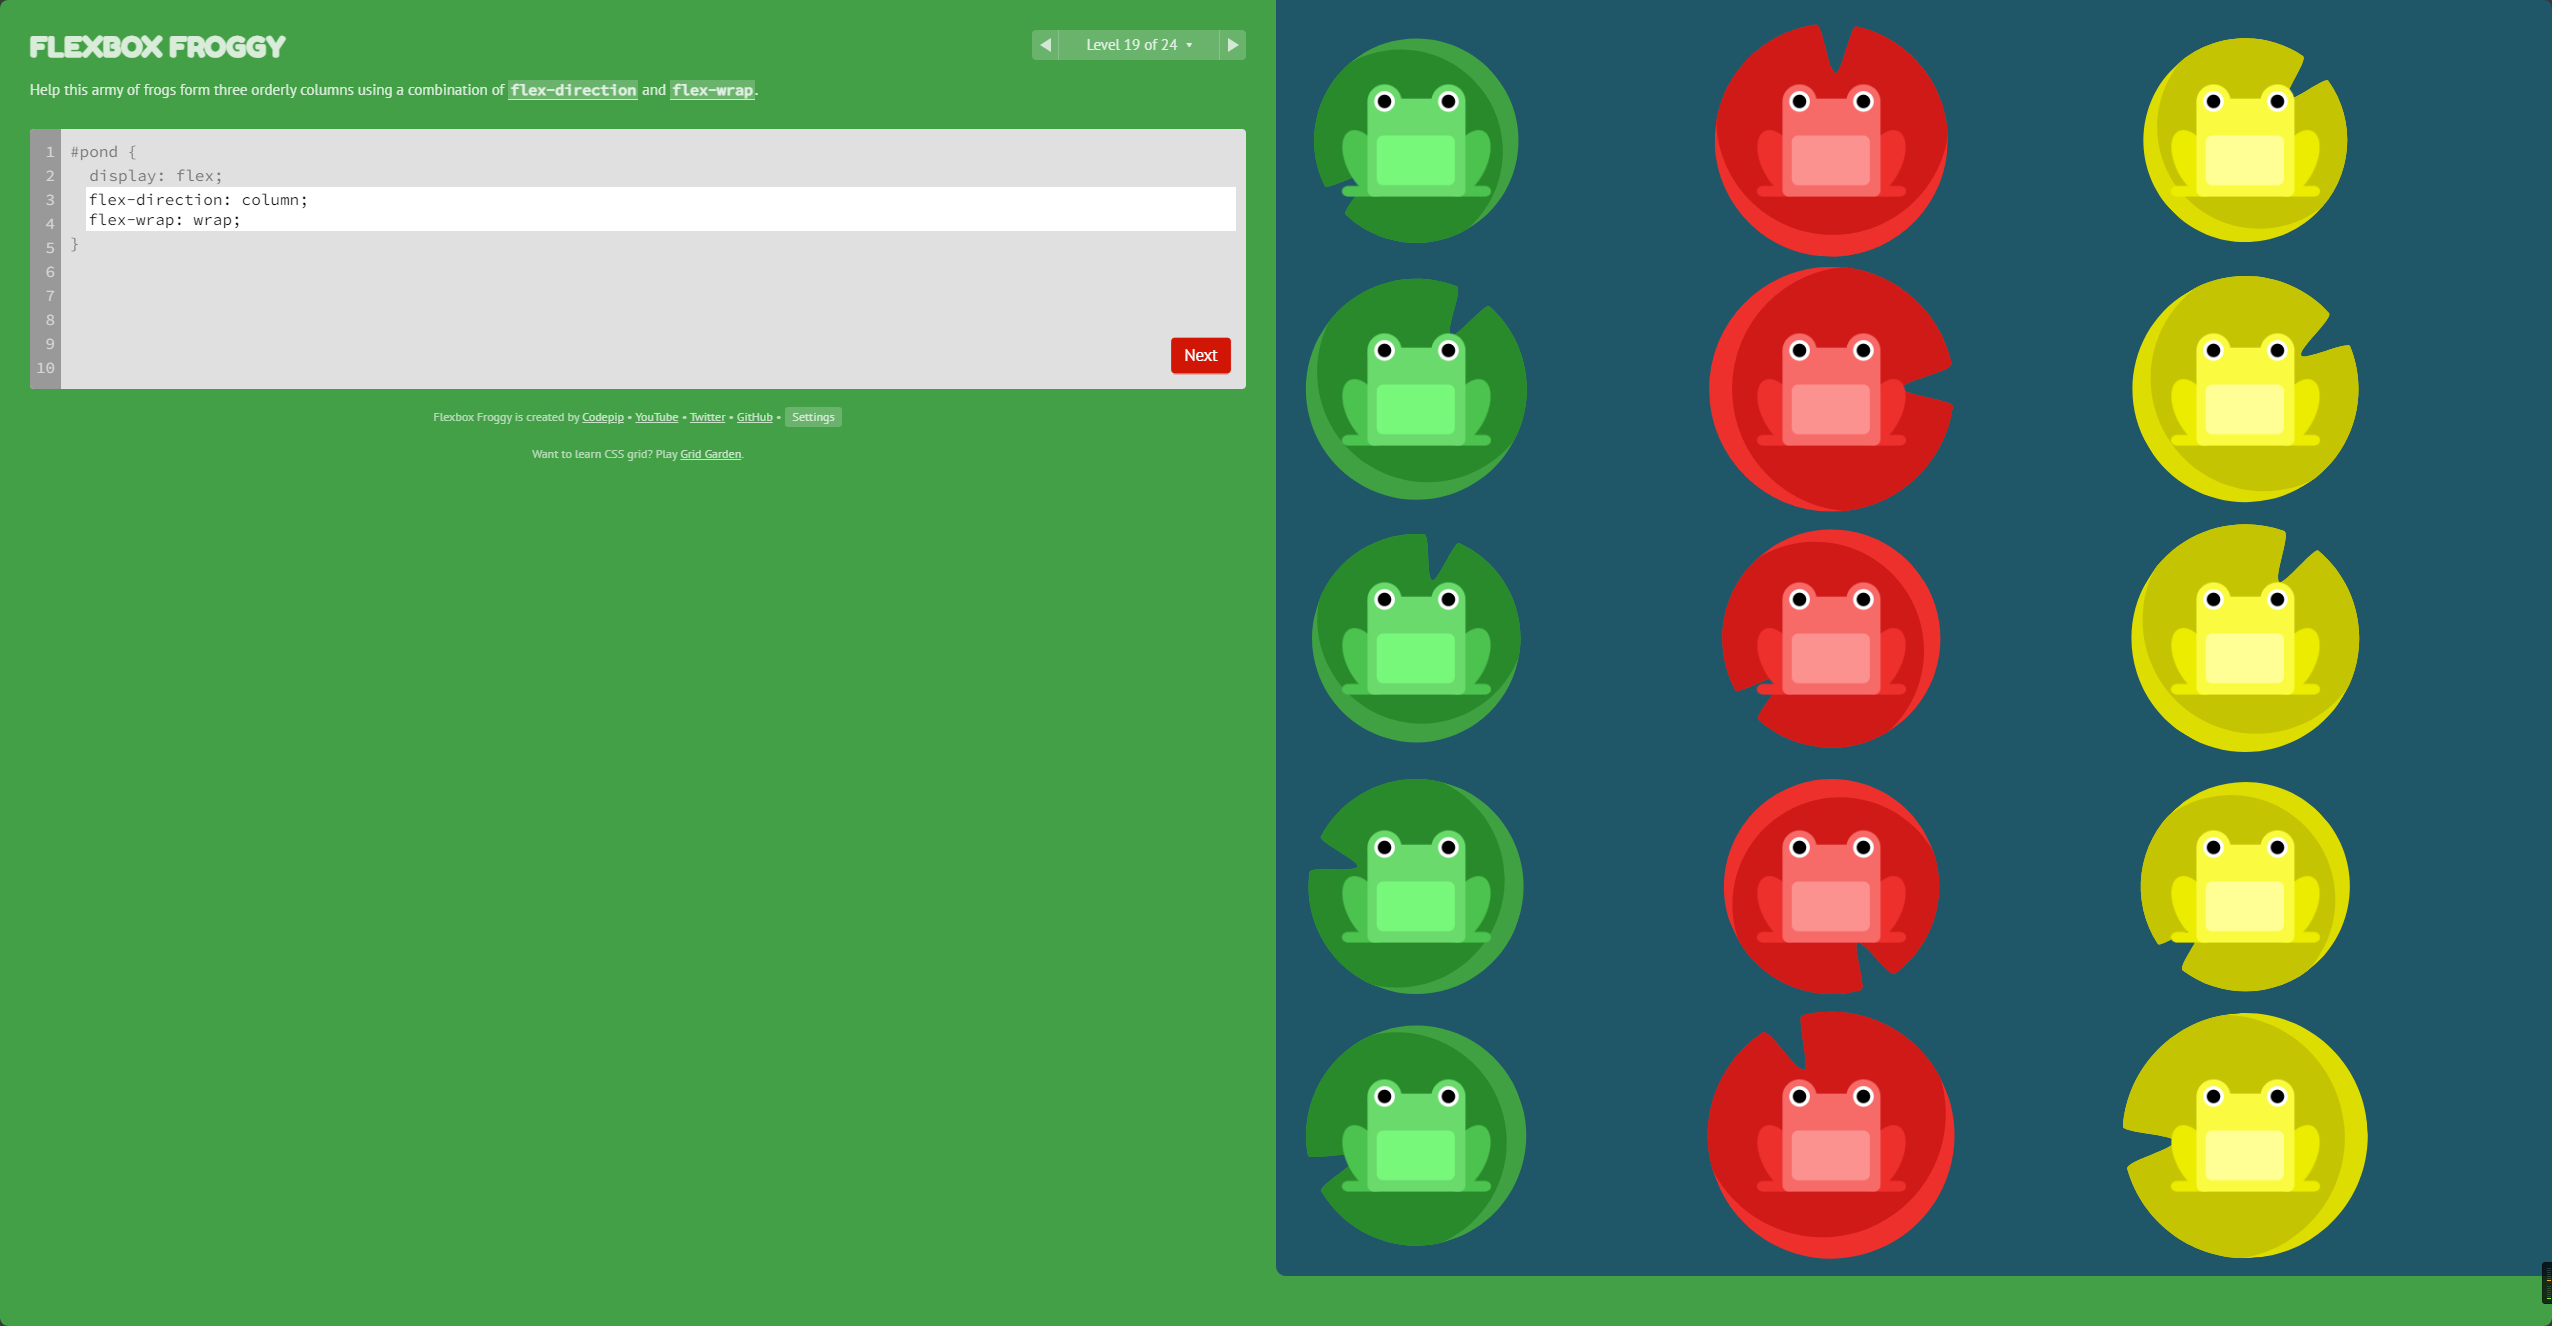 FLEXBOX FROGGY
◀ Level 19 of 24 ▾ ▶
Help this army of frogs form three orderly columns using a combination of flex-direction and flex-wrap.
1 #pond {
2 display: flex;
3 flex-direction: column;
4 flex-wrap: wrap;
5 }
6
7
8
9
10
Next
Flexbox Froggy is created by Codepip • YouTube • Twitter • GitHub • Settings
Want to learn CSS grid? Play Grid Garden.